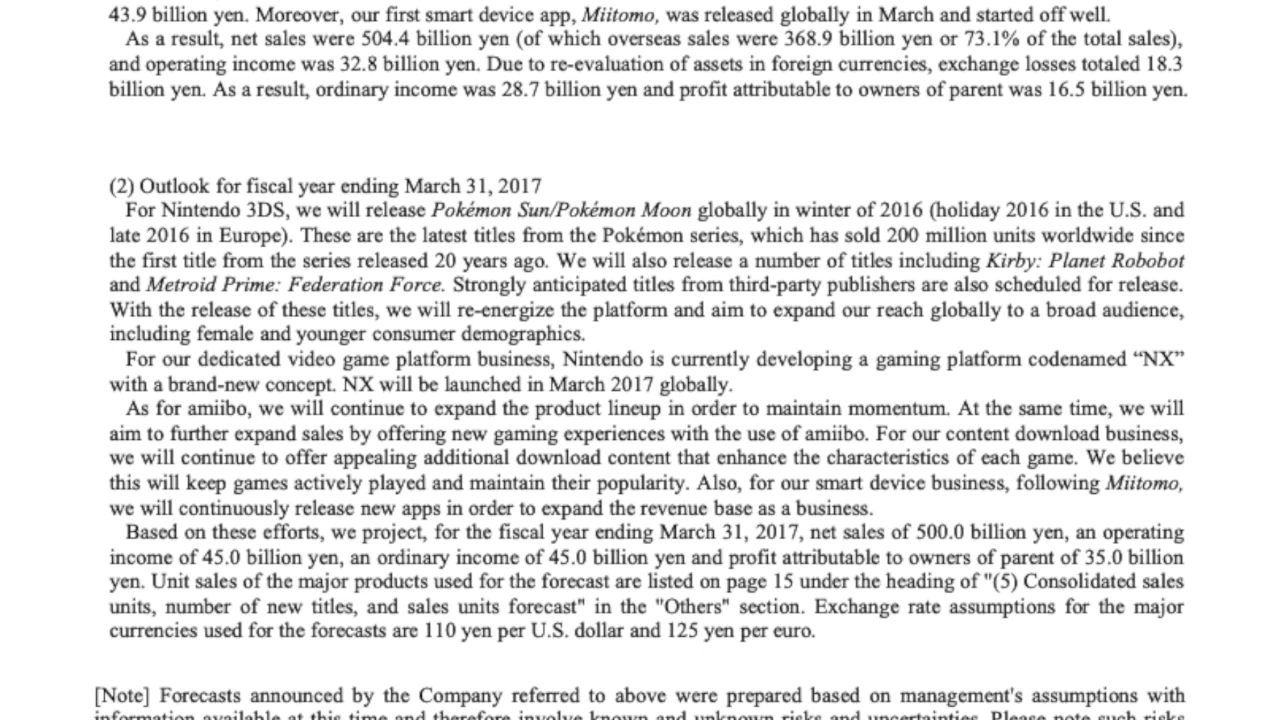 43.9 billion yen. Moreover, our first smart device app, Miitomo, was released globally in March and started off well.
As a result, net sales were 504.4 billion yen (of which overseas sales were 368.9 billion yen or 73.1% of the total sales),
and operating income was 32.8 billion yen. Due to re-evaluation of assets in foreign currencies, exchange losses totaled 18.3
billion yen. As a result, ordinary income was 28.7 billion yen and profit attributable to owners of parent was 16.5 billion yen.
(2) Outlook for fiscal year ending March 31, 2017
For Nintendo 3DS, we will release Pokémon Sun/Pokémon Moon globally in winter of 2016 (holiday 2016 in the U.S. and
late 2016 in Europe). These are the latest titles from the Pokémon series, which has sold 200 million units worldwide since
the first title from the series released 20 years ago. We will also release a number of titles including Kirby: Planet Robobot
and Metroid Prime: Federation Force. Strongly anticipated titles from third-party publishers are also scheduled for release.
With the release of these titles, we will re-energize the platform and aim to expand our reach globally to a broad audience,
including female and younger consumer demographics.
For our dedicated video game platform business, Nintendo is currently developing a gaming platform codenamed “NX”
with a brand-new concept. NX will be launched in March 2017 globally.
As for amiibo, we will continue to expand the product lineup in order to maintain momentum. At the same time, we will
aim to further expand sales by offering new gaming experiences with the use of amiibo. For our content download business,
we will continue to offer appealing additional download content that enhance the characteristics of each game. We believe
this will keep games actively played and maintain their popularity. Also, for our smart device business, following Miitomo,
we will continuously release new apps in order to expand the revenue base as a business.
Based on these efforts, we project, for the fiscal year ending March 31, 2017, net sales of 500.0 billion yen, an operating
income of 45.0 billion yen, an ordinary income of 45.0 billion yen and profit attributable to owners of parent of 35.0 billion
yen. Unit sales of the major products used for the forecast are listed on page 15 under the heading of "(5) Consolidated sales
units, number of new titles, and sales units forecast" in the "Others" section. Exchange rate assumptions for the major
currencies used for the forecasts are 110 yen per U.S. dollar and 125 yen per euro.
[Note] Forecasts announced by the Company referred to above were prepared based on management's assumptions with
information available at this time and therefore involve known and unknown risks and uncertainties. Please note such risks